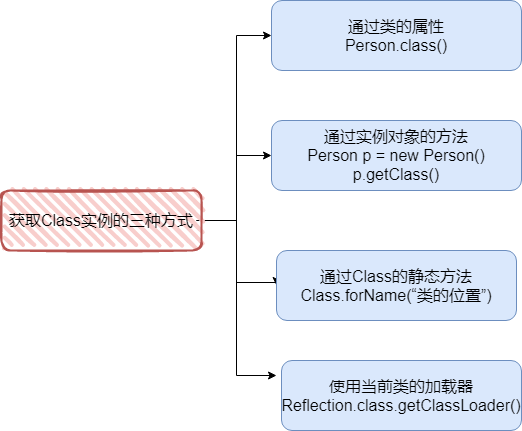 通过类的属性
Person.class()
通过实例对象的方法
Person p = new Person()
p.getClass()
获取Class实例的三种方式
通过Class的静态方法
Class.forName(“类的位置”)
使用当前类的加载器
Reflection.class.getClassLoader()